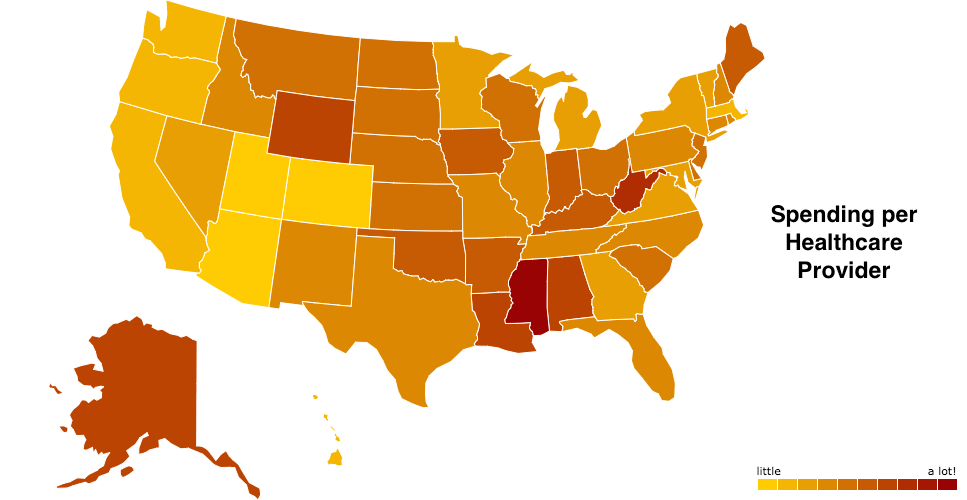 Spending per
Healthcare
Provider
little a lot!